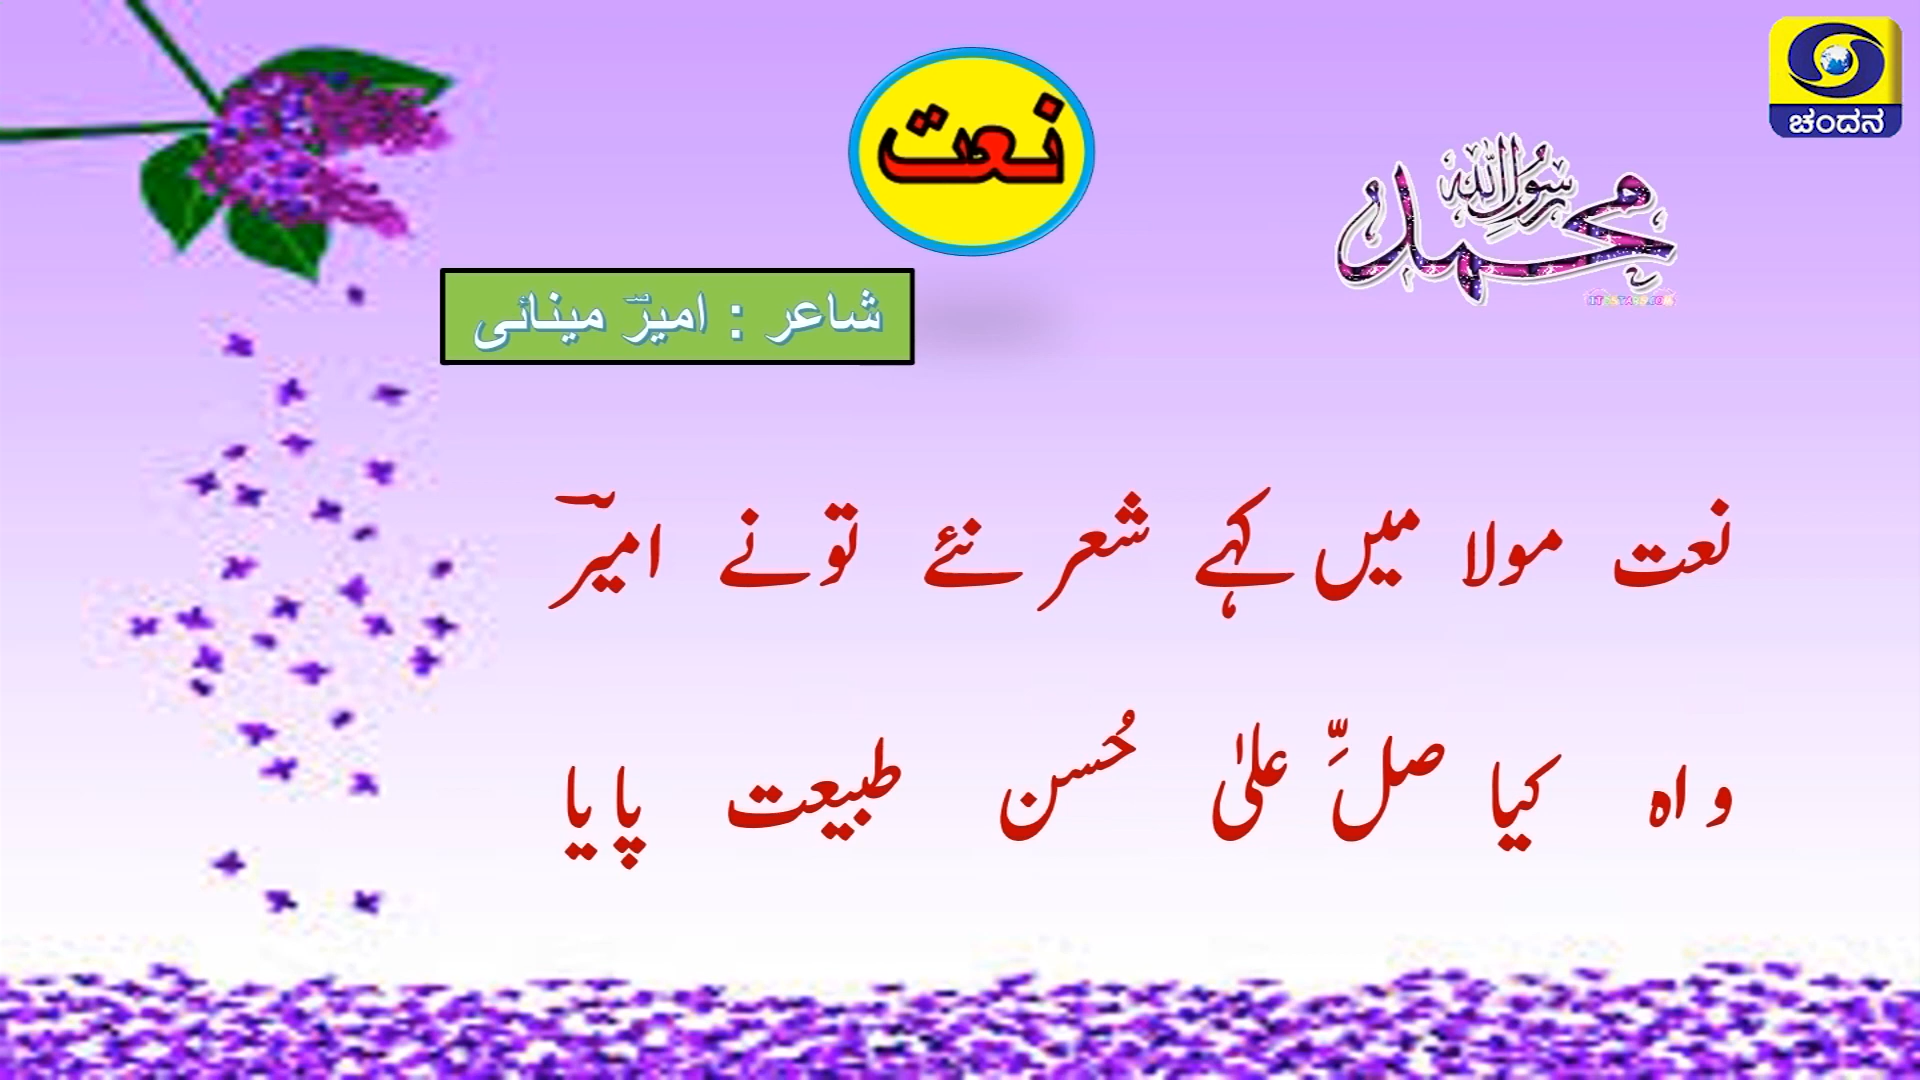 ಚಂದನ
نعت
محمد رسول الله
شاعر : امیرؔ مینائی
نعت مولا میں کہے شعر نئے تونے امیرؔ
واہ کیا صلِّ علیٰ حُسن طبیعت پایا